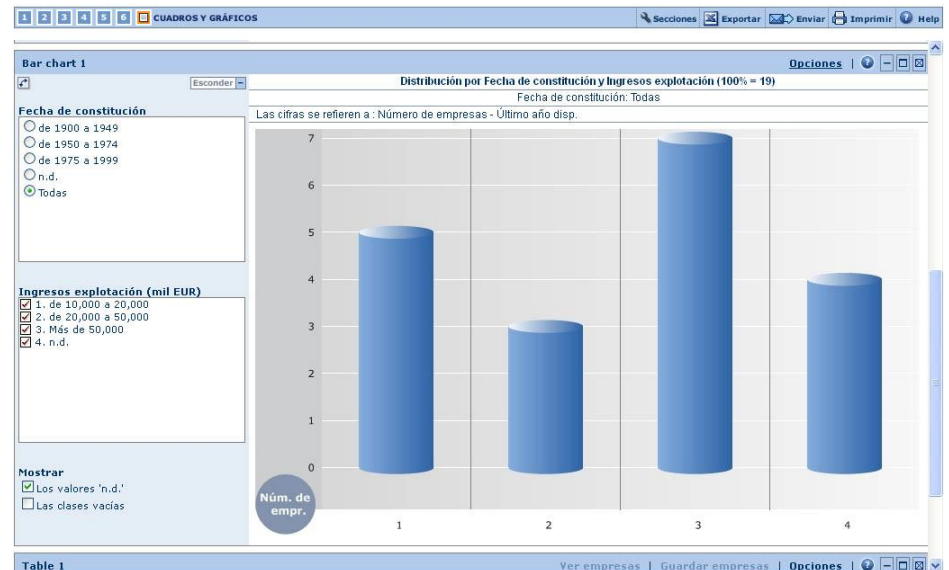 1 2 3 4 5 6 CUADROS Y GRÁFICOS Secciones Exportar Enviar Imprimir Help
Bar chart 1 Opciones | ?
Esconder
Fecha de constitución
de 1900 a 1949
de 1950 a 1974
de 1975 a 1999
n.d.
Todas
Ingresos explotación (mil EUR)
1. de 10,000 a 20,000
2. de 20,000 a 50,000
3. Más de 50,000
4. n.d.
Mostrar
Los valores 'n.d.'
Las clases vacías
Distribución por Fecha de constitución y Ingresos explotación (100% = 19)
Fecha de constitución: Todas
Las cifras se refieren a : Número de empresas - Último año disp.
7
6
5
4
3
2
1
0
Núm. de
empr.
1 2 3 4
Table 1 Ver empresas | Guardar empresas | Opciones | ?